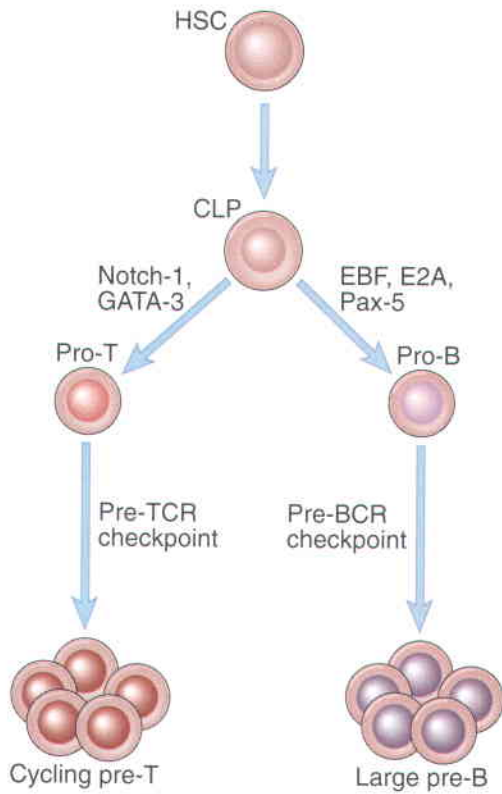 HSC
CLP
Notch-1,
GATA-3
EBF, E2A,
Pax-5
Pro-T
Pro-B
Pre-TCR
checkpoint
Pre-BCR
checkpoint
Cycling pre-T
Large pre-B